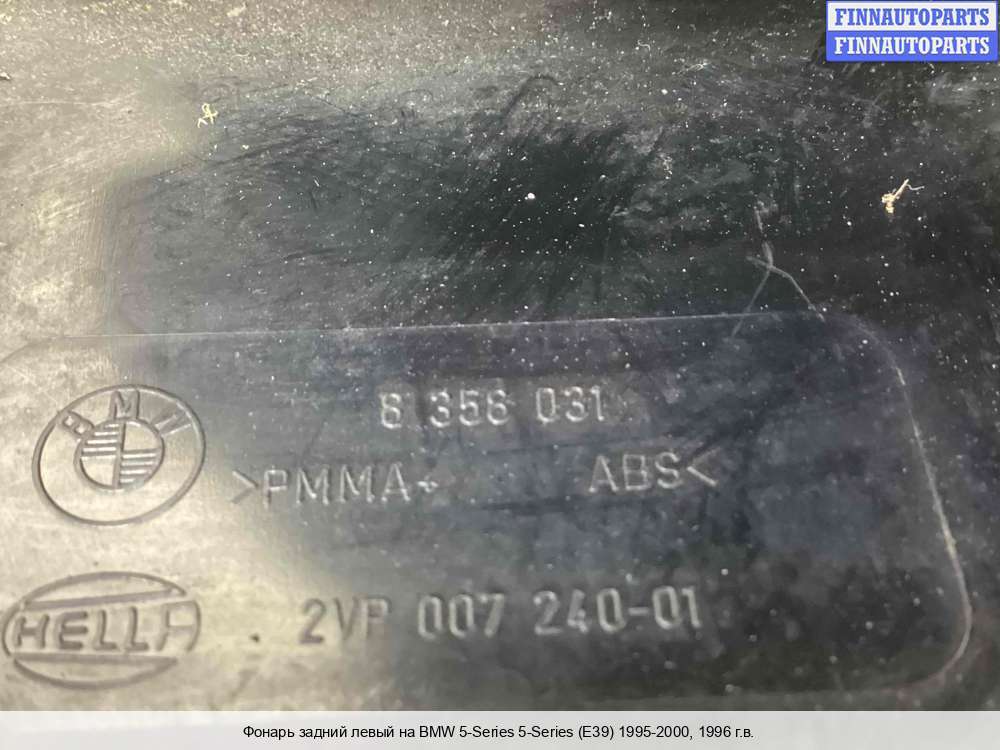 FINNAUTOPARTS
FINNAUTOPARTS
BMW
8 358 031
>PMMA+ ABS<
HELLA
2VP 007 240-01
Фонарь задний левый на BMW 5-Series 5-Series (E39) 1995-2000, 1996 г.в.